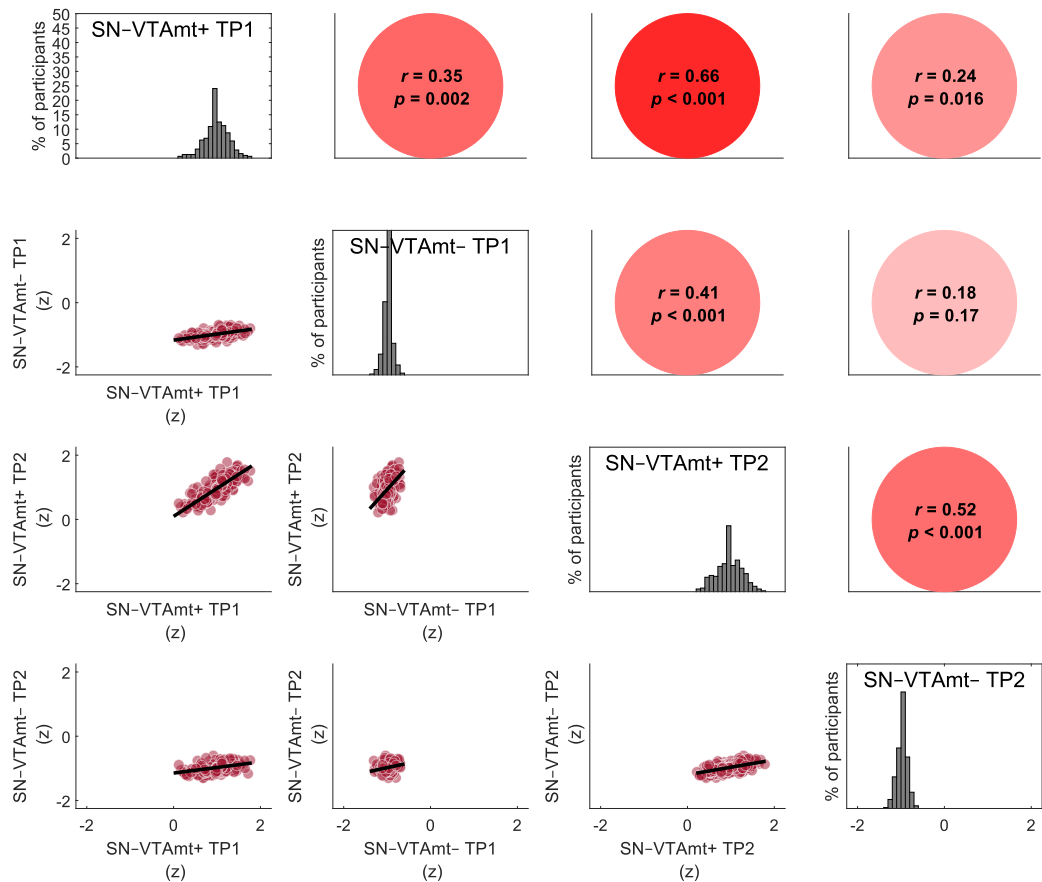 SN−VTAmt+ TP1
% of participants
50
45
40
35
30
25
20
15
10
5
0
r = 0.35
p = 0.002
r = 0.66
p < 0.001
r = 0.24
p = 0.016
SN−VTAmt− TP1
(z)
2
0
-2
SN−VTAmt+ TP1
(z)
% of participants
SN−VTAmt− TP1
r = 0.41
p < 0.001
r = 0.18
p = 0.17
SN−VTAmt+ TP2
(z)
2
0
-2
SN−VTAmt+ TP1
(z)
SN−VTAmt+ TP2
(z)
SN−VTAmt− TP1
(z)
% of participants
SN−VTAmt+ TP2
r = 0.52
p < 0.001
SN−VTAmt− TP2
(z)
2
0
-2
-2 0 2
SN−VTAmt+ TP1
(z)
SN−VTAmt− TP2
(z)
-2 0 2
SN−VTAmt− TP1
(z)
SN−VTAmt− TP2
(z)
-2 0 2
SN−VTAmt+ TP2
(z)
% of participants
SN−VTAmt− TP2
-2 0 2